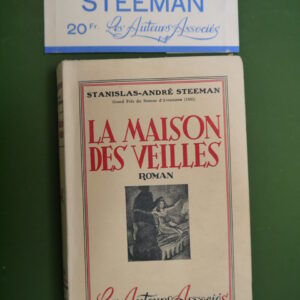 STEEMAN
20 Fr. Les Auteurs Associés
STANISLAS-ANDRÉ STEEMAN
Grand Prix du Roman d'Aventures (1931)
LA MAISON
DES VEILLES
ROMAN
Les Auteurs Associés